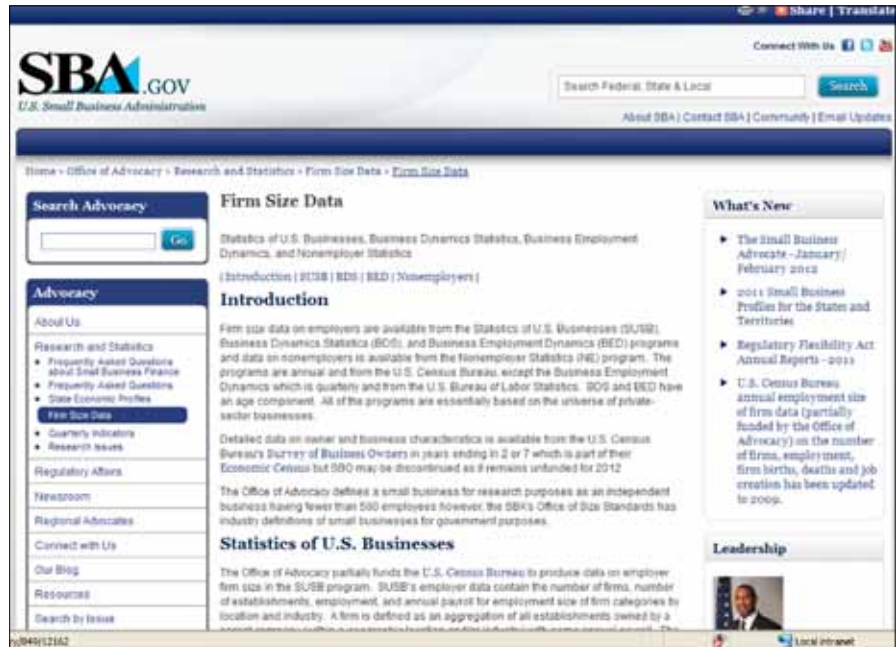 Share | Translate
Connect With Us
SBA.GOV
U.S. Small Business Administration
Search Federal, State & Local
Search
About SBA | Contact SBA | Community | Email Updates
Home > Office of Advocacy > Research and Statistics > Firm Size Data > Firm Size Data
Search Advocacy
Go
Advocacy
About Us
Research and Statistics
Frequently Asked Questions
about Small Business Finance
Frequently Asked Questions
State Economic Profiles
Firm Size Data
Quarterly Indicators
Research Issues
Regulatory Affairs
Newsroom
Regional Advocates
Connect with Us
Our Blog
Resources
Search by Issue
Firm Size Data
Statistics of U.S. Businesses, Business Dynamics Statistics, Business Employment
Dynamics, and Nonemployer Statistics
| Introduction | SUSB | BDS | BED | Nonemployers |
Introduction
Firm size data on employers are available from the Statistics of U.S. Businesses (SUSB),
Business Dynamics Statistics (BDS), and Business Employment Dynamics (BED) programs
and data on nonemployers is available from the Nonemployer Statistics (NE) program. The
programs are annual and from the U.S. Census Bureau, except the Business Employment
Dynamics which is quarterly and from the U.S. Bureau of Labor Statistics. BDS and BED have
an age component. All of the programs are essentially based on the universe of private-
sector businesses.
Detailed data on owner and business characteristics is available from the U.S. Census
Bureau's Survey of Business Owners in years ending in 2 or 7 which is part of their
Economic Census but SBO may be discontinued as it remains unfunded for 2012
The Office of Advocacy defines a small business for research purposes as an independent
business having fewer than 500 employees however, the SBA's Office of Size Standards has
industry definitions of small businesses for government purposes.
Statistics of U.S. Businesses
The Office of Advocacy partially funds the U.S. Census Bureau to produce data on employer
firm size in the SUSB program. SUSB's employer data contain the number of firms, number
of establishments, employment, and annual payroll for employment size of firm categories by
location and industry. A firm is defined as an aggregation of all establishments owned by a
What's New
The Small Business
Advocate - January/
February 2012
2011 Small Business
Profiles for the States and
Territories
Regulatory Flexibility Act
Annual Reports - 2011
U.S. Census Bureau
annual employment size
of firm data (partially
funded by the Office of
Advocacy) on the number
of firms, employment,
firm births, deaths and job
creation has been updated
to 2009.
Leadership
Local intranet